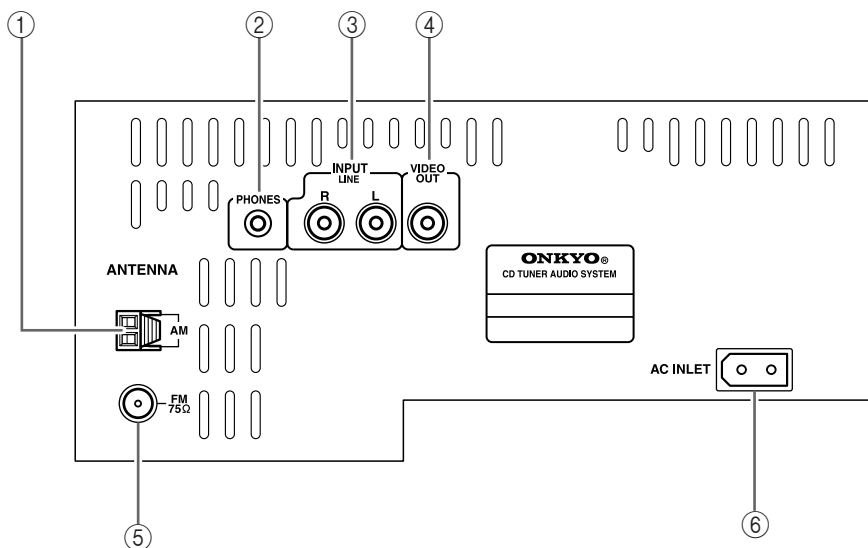 ① ② ③ ④
INPUT
LINE
VIDEO
OUT
PHONES
R L
ANTENNA
ONKYO®
CD TUNER AUDIO SYSTEM
AM
AC INLET
FM
75Ω
⑤ ⑥